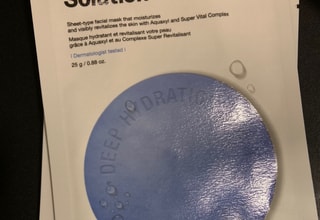 Solution
Sheet-type facial mask that moisturizes
and visibly revitalizes the skin with Aquaxyl and Super Vital Complex
Masque hydratant et revitalisant votre peau
grâce à Aquaxyl et au Complexe Super Revitalisant
( Dermatologist tested )
25 g / 0.88 oz.
DEEP HYDRATIO